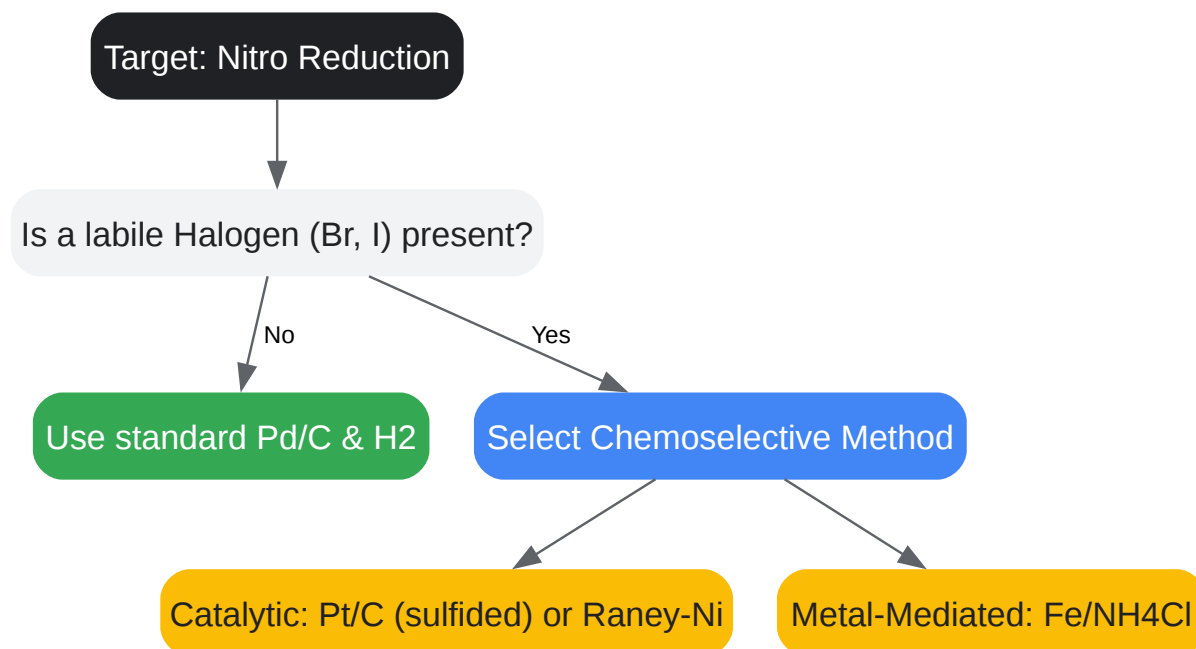 Target: Nitro Reduction
Is a labile Halogen (Br, I) present?
No
Yes
Use standard Pd/C & H2
Select Chemoselective Method
Catalytic: Pt/C (sulfided) or Raney-Ni
Metal-Mediated: Fe/NH4Cl